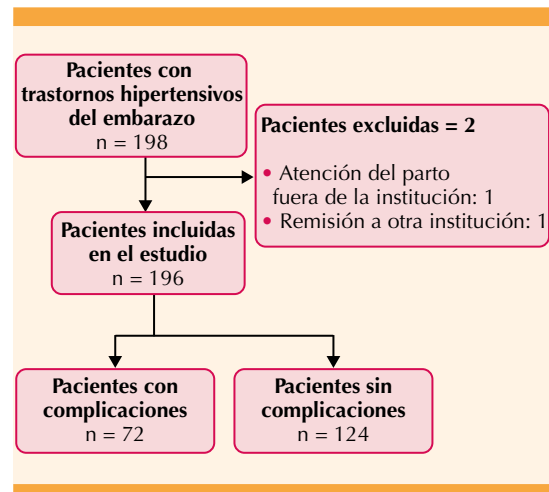 Pacientes con
trastornos hipertensivos
del embarazo
n = 198
Pacientes excluidas = 2
• Atención del parto
fuera de la institución: 1
• Remisión a otra institución: 1
Pacientes incluidas
en el estudio
n = 196
Pacientes con
complicaciones
n = 72
Pacientes sin
complicaciones
n = 124